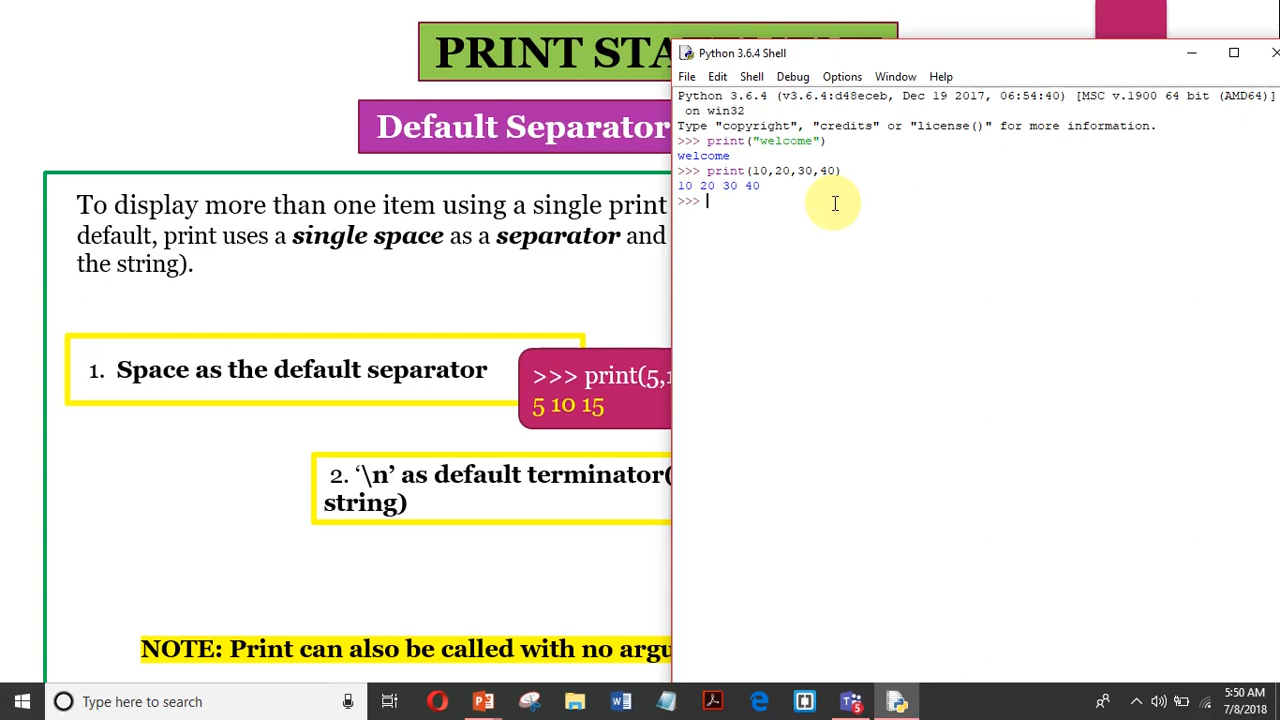 PRINT STA
Default Separator
To display more than one item using a single print
default, print uses a single space as a separator and
the string).
1. Space as the default separator
>>> print(5,1
5 10 15
2. ‘\n’ as default terminator(
string)
NOTE: Print can also be called with no argu
Python 3.6.4 Shell
File Edit Shell Debug Options Window Help
Python 3.6.4 (v3.6.4:d48eceb, Dec 19 2017, 06:54:40) [MSC v.1900 64 bit (AMD64)]
on win32
Type "copyright", "credits" or "license()" for more information.
>>> print("welcome")
welcome
>>> print(10,20,30,40)
10 20 30 40
>>>
Type here to search
5:50 AM
7/8/2018